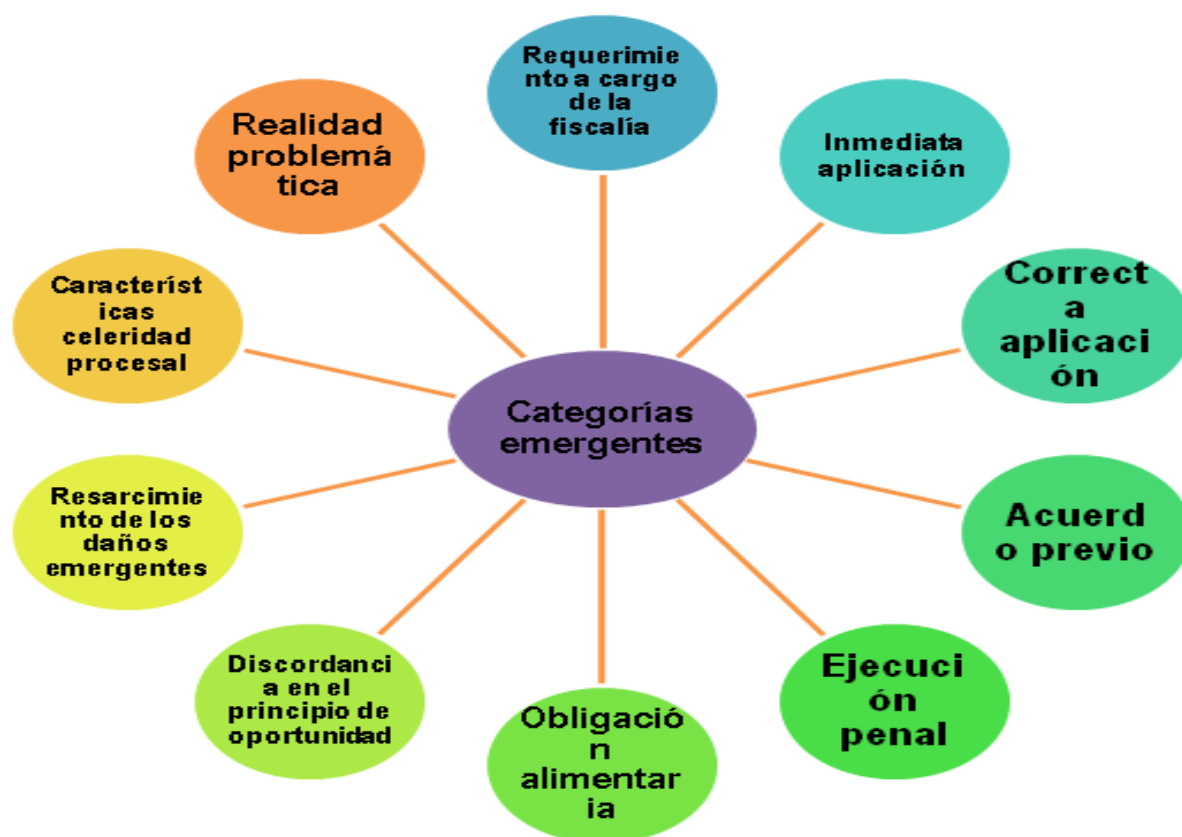 Requerimie
nto a cargo
de la
fiscalía
Inmediata
aplicación
Correct
a
aplicaci
ón
Acuerd
o previo
Ejecuci
ón
penal
Obligació
n
alimentar
ia
Discordanci
a en el
principio de
oportunidad
Resarcimie
nto de los
daños
emergentes
Característ
icas
celeridad
procesal
Realidad
problemá
tica
Categorías
emergentes